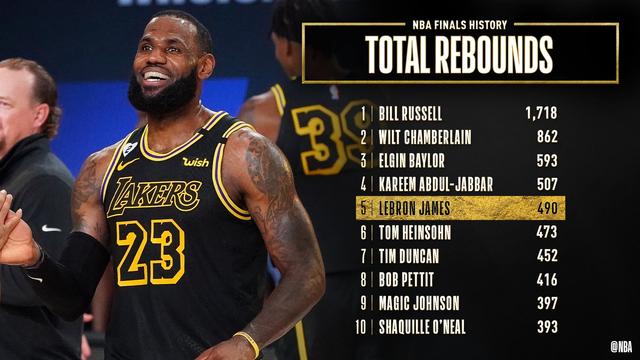 NBA FINALS HISTORY
TOTAL REBOUNDS
1 BILL RUSSELL 1,718
2 WILT CHAMBERLAIN 862
3 ELGIN BAYLOR 593
4 KAREEM ABDUL-JABBAR 507
5 LEBRON JAMES 490
6 TOM HEINSOHN 473
7 TIM DUNCAN 452
8 BOB PETTIT 416
9 MAGIC JOHNSON 397
10 SHAQUILLE O'NEAL 393
wish
LAKERS
23
39
@NBA